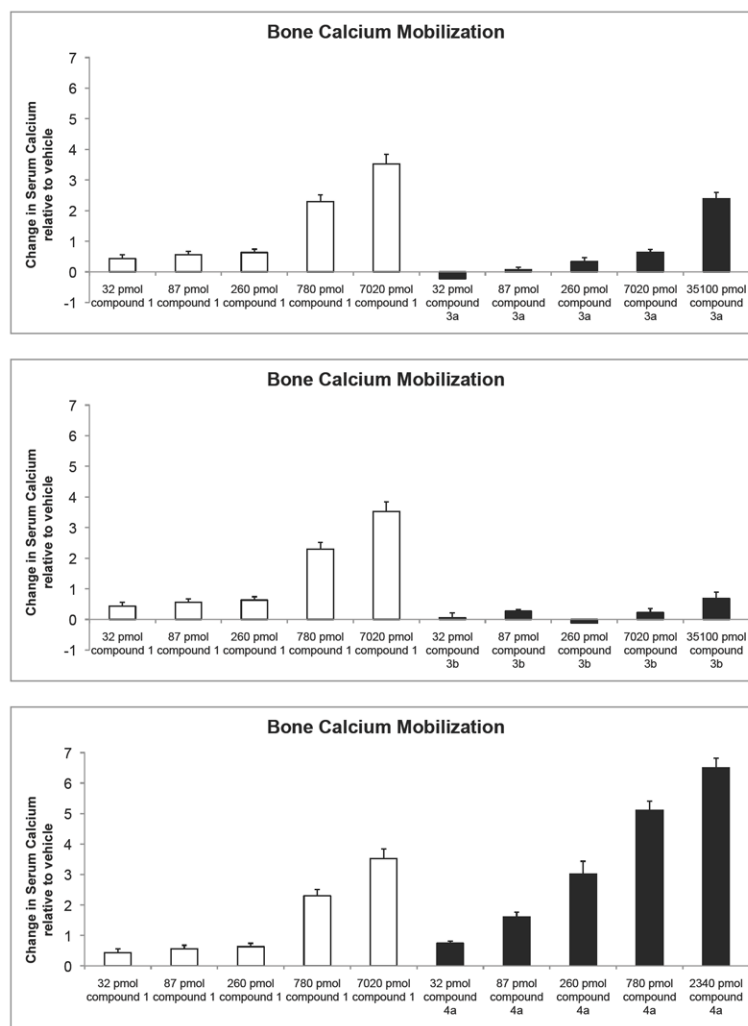 Bone Calcium Mobilization
Change in Serum Calcium
relative to vehicle
7
6
5
4
3
2
1
0
-1
32 pmol 87 pmol 260 pmol 780 pmol 7020 pmol 32 pmol 87 pmol 260 pmol 7020 pmol 35100 pmol
compound 1 compound 1 compound 1 compound 1 compound 1 compound compound compound compound compound
3a 3a 3a 3a 3a
Bone Calcium Mobilization
Change in Serum Calcium
relative to vehicle
7
6
5
4
3
2
1
0
-1
32 pmol 87 pmol 260 pmol 780 pmol 7020 pmol 32 pmol 87 pmol 260 pmol 7020 pmol 35100 pmol
compound 1 compound 1 compound 1 compound 1 compound 1 compound compound compound compound compound
3b 3b 3b 3b 3b
Bone Calcium Mobilization
Change in Serum Calcium
relative to vehicle
7
6
5
4
3
2
1
0
32 pmol 87 pmol 260 pmol 780 pmol 7020 pmol 32 pmol 87 pmol 260 pmol 780 pmol 2340 pmol
compound 1 compound 1 compound 1 compound 1 compound 1 compound compound compound compound compound
4a 4a 4a 4a 4a